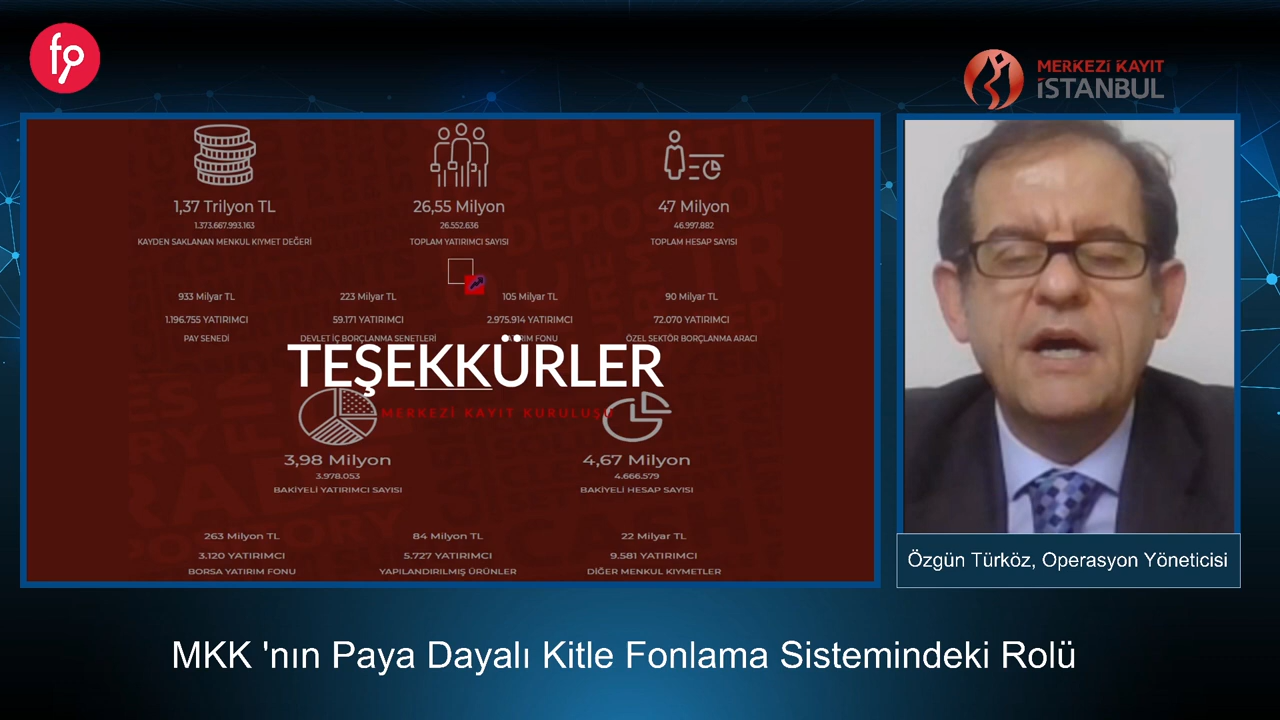 fo
MERKEZİ KAYIT
İSTANBUL
1,37 Trilyon TL
1.373.667.993.163
KAYDEN SAKLANAN MENKUL KIYMET DEĞERİ
26,55 Milyon
26.552.636
TOPLAM YATIRIMCI SAYISI
47 Milyon
46.997.882
TOPLAM HESAP SAYISI
933 Milyar TL
1.196.755 YATIRIMCI
PAY SENEDİ
223 Milyar TL
59.171 YATIRIMCI
DEVLET İÇ BORÇLANMA SENETLERİ
105 Milyar TL
2.975.914 YATIRIMCI
FONU
90 Milyar TL
72.070 YATIRIMCI
ÖZEL SEKTÖR BORÇLANMA ARACI
TEŞEKKÜRLER
MERKEZİ KAYIT KURULUŞU
3,98 Milyon
3.978.053
BAKİYELİ YATIRIMCI SAYISI
4,67 Milyon
4.666.579
BAKİYELİ HESAP SAYISI
263 Milyon TL
3.120 YATIRIMCI
BORSA YATIRIM FONU
84 Milyon TL
5.727 YATIRIMCI
YAPILANDIRILMIŞ ÜRÜNLER
22 Milyar TL
9.581 YATIRIMCI
DİĞER MENKUL KIYMETLER
Özgün Türköz, Operasyon Yöneticisi
MKK 'nın Paya Dayalı Kitle Fonlama Sistemindeki Rolü